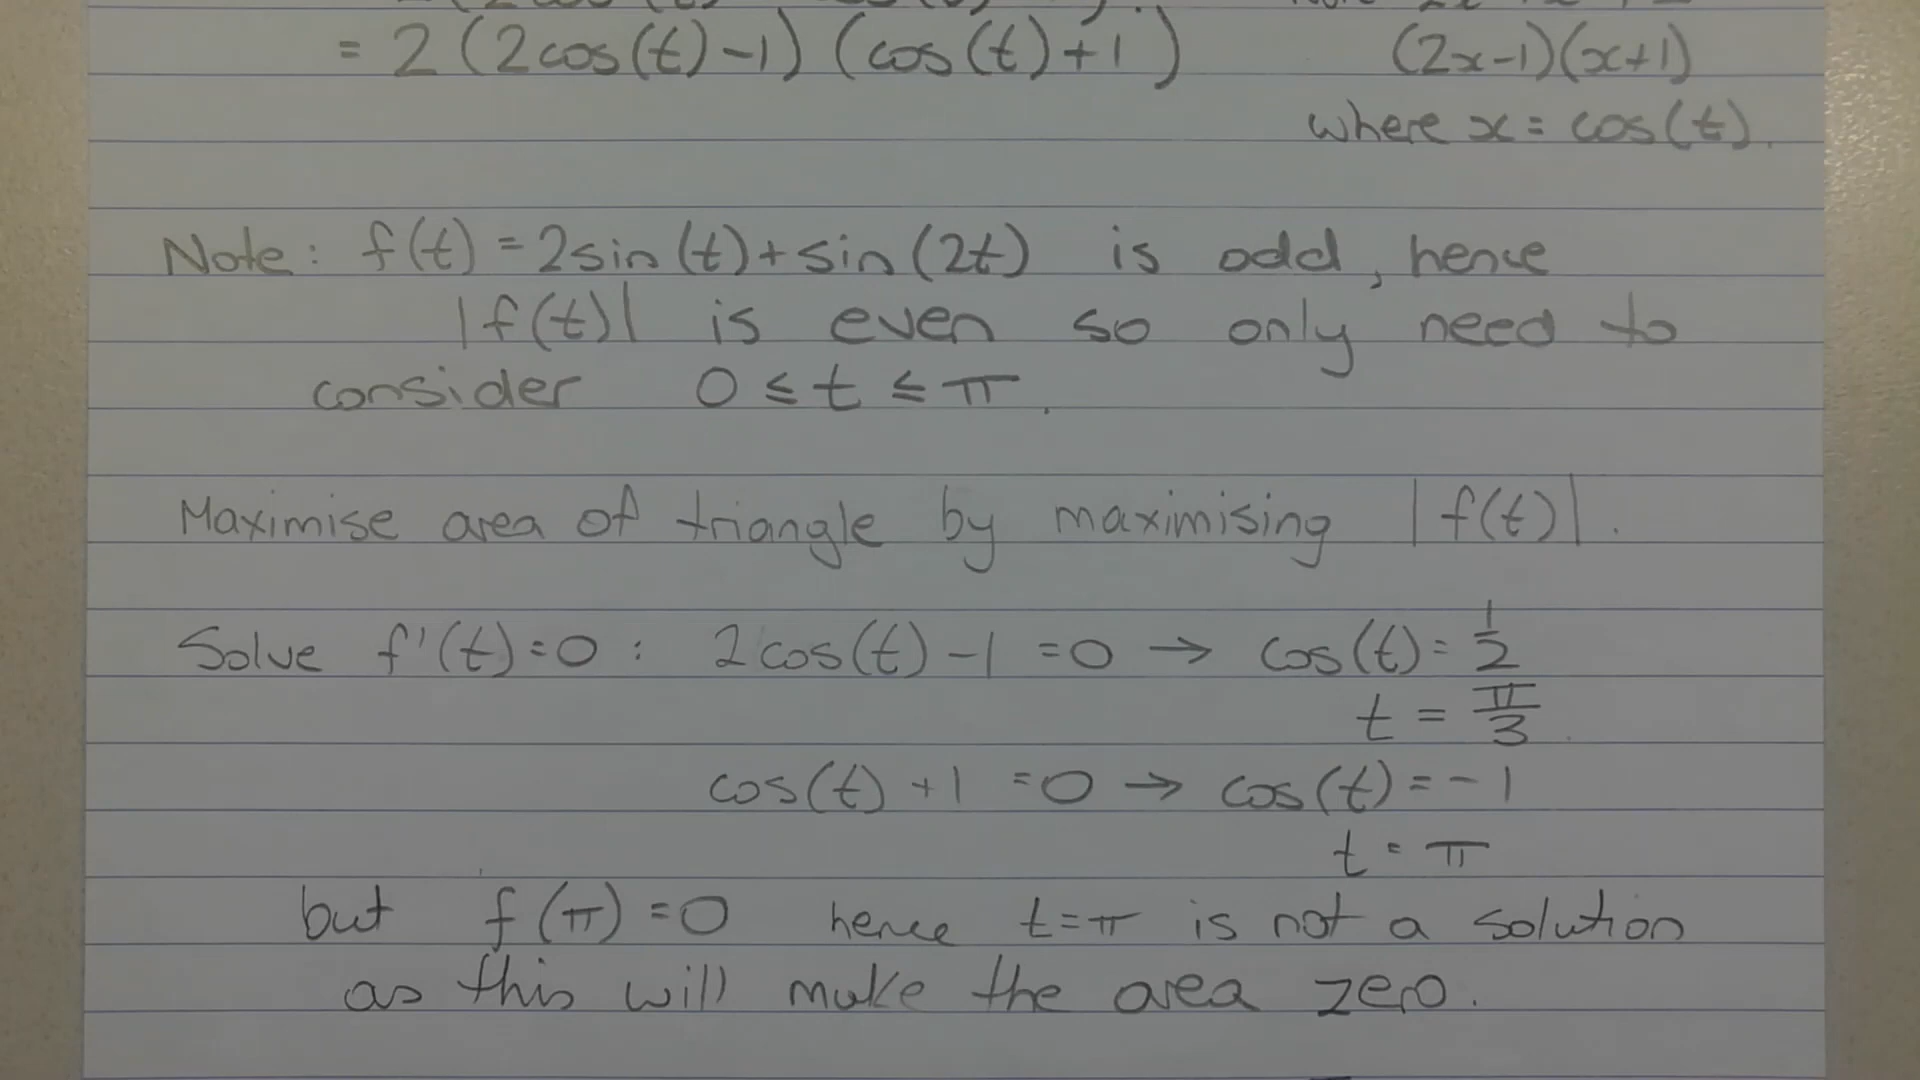 = 2 (2cos(t) -1) (cos(t)+1)
(2x-1)(x+1)
where x = cos(t).
Note: f(t) = 2sin(t)+sin(2t) is odd, hence
|f(t)| is even so only need to
consider 0 ≤ t ≤ π.
Maximise area of triangle by maximising |f(t)|.
Solve f'(t)=0 : 2cos(t) -1 =0 → cos(t) = 1/2
t = π/3.
cos(t) +1 =0 → cos(t) = -1
t = π
but f(π) =0 hence t=π is not a solution
as this will make the area zero.